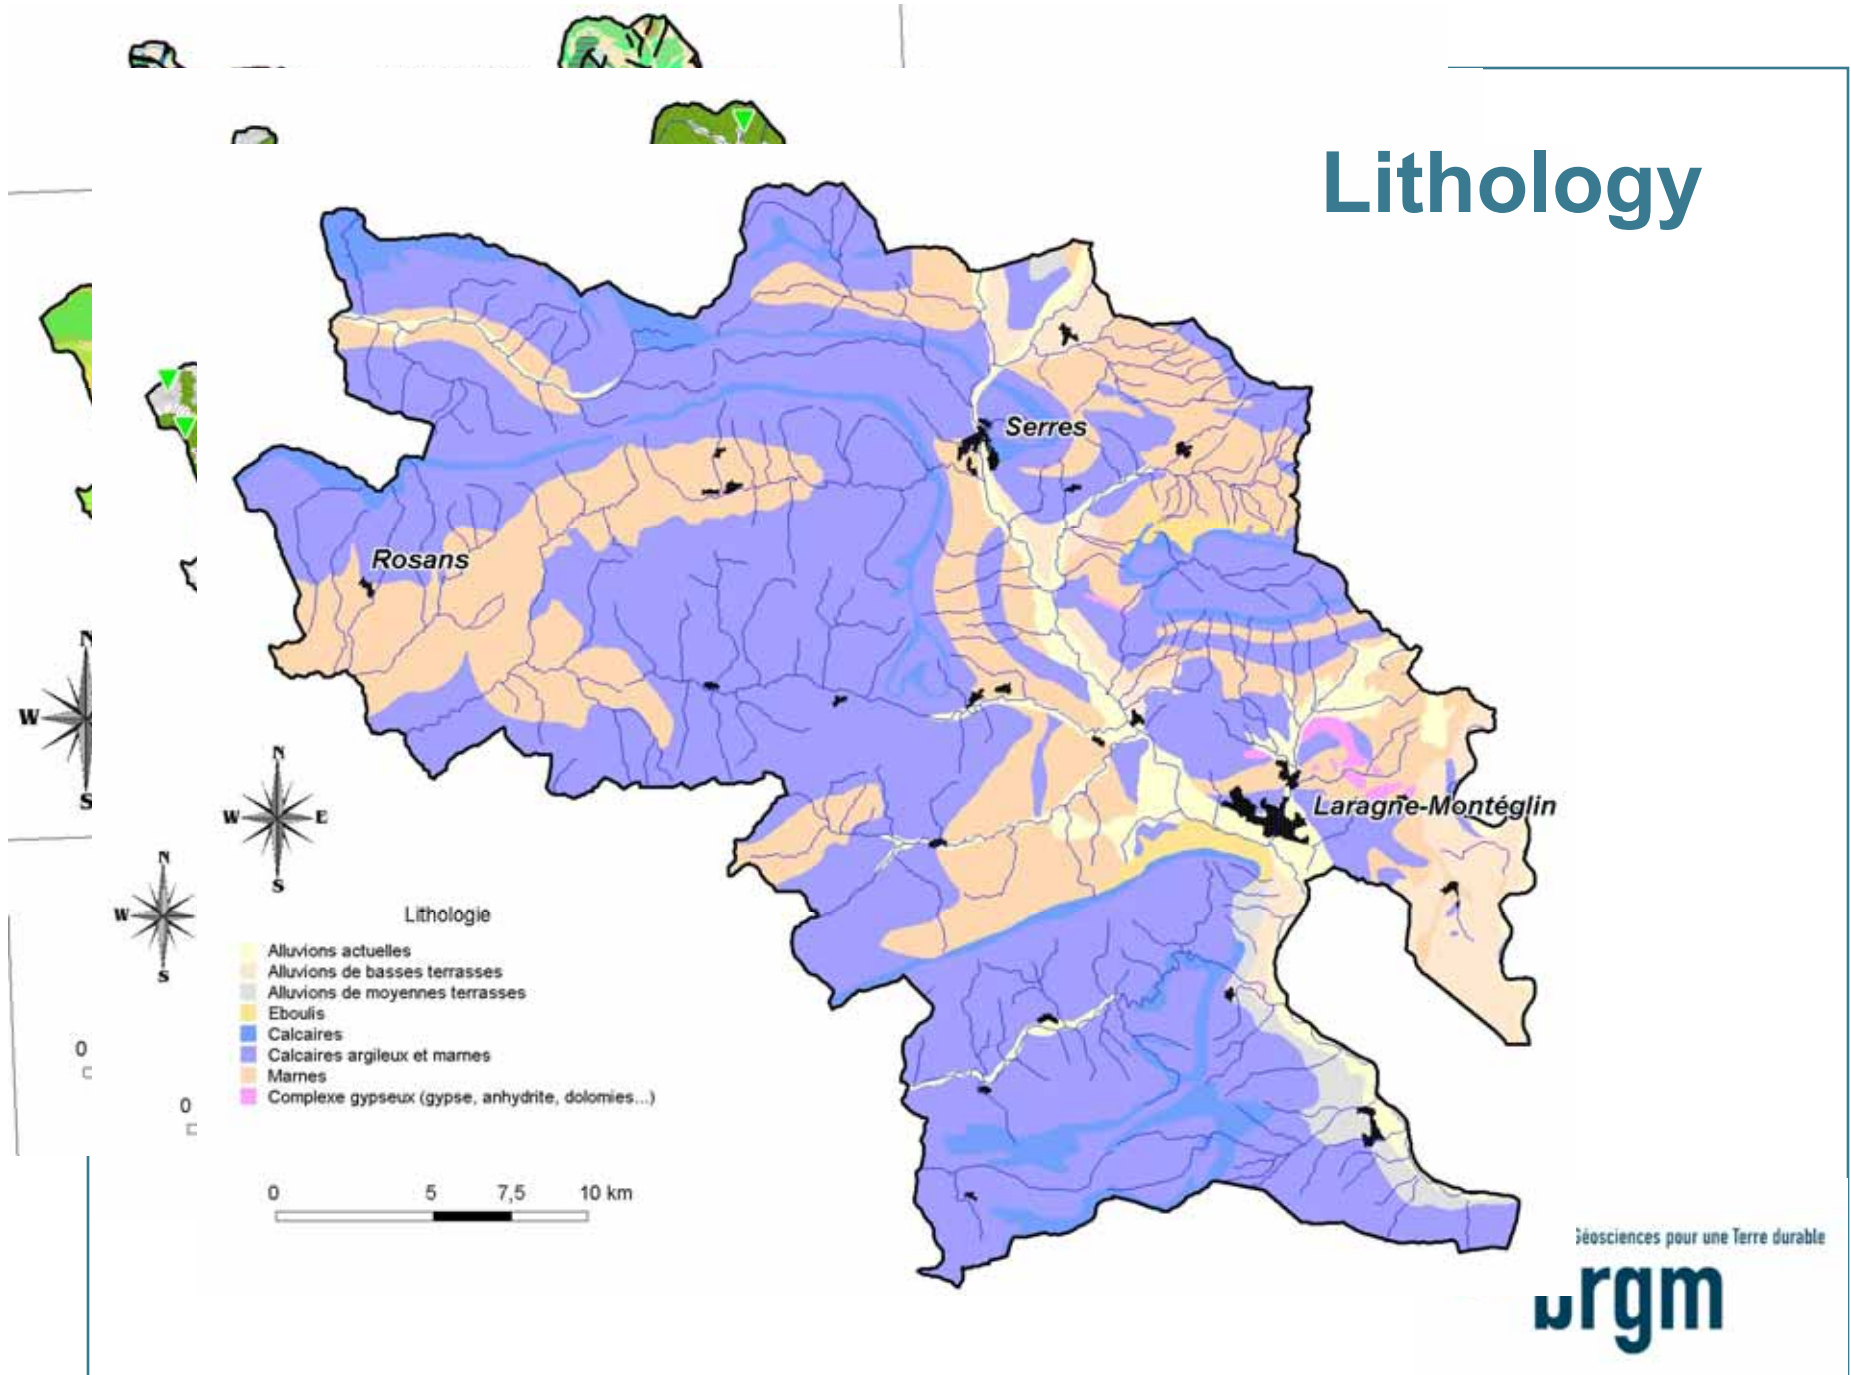 Lithology
Serres
Rosans
N
W
S
N
W E
S
Laragne-Montéglin
N
W
S
Lithologie
Alluvions actuelles
Alluvions de basses terrasses
Alluvions de moyennes terrasses
Eboulis
Calcaires
Calcaires argileux et marnes
Marnes
Complexe gypseux (gypse, anhydrite, dolomies...)
0
0
0 5 7,5 10 km
Géosciences pour une Terre durable
brgm